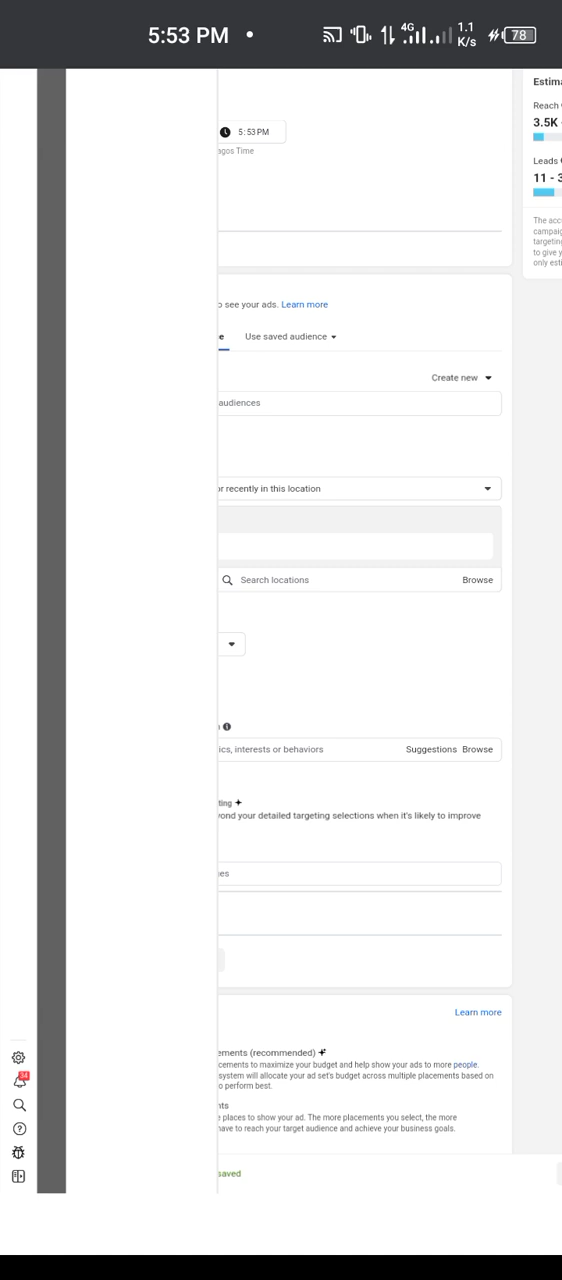 5:53 PM
4G
1.1
K/s
78
Estima
Reach
3.5K -
5:53 PM
agos Time
Leads
11 - 3
The acc
campaig
targeting
to give y
only esti
o see your ads. Learn more
e Use saved audience
Create new
audiences
or recently in this location
Search locations Browse
n
ics, interests or behaviors Suggestions Browse
ting
yond your detailed targeting selections when it's likely to improve
es
Learn more
ements (recommended)
cements to maximize your budget and help show your ads to more people.
system will allocate your ad set's budget across multiple placements based on
o perform best.
nts
e places to show your ad. The more placements you select, the more
have to reach your target audience and achieve your business goals.
34
saved